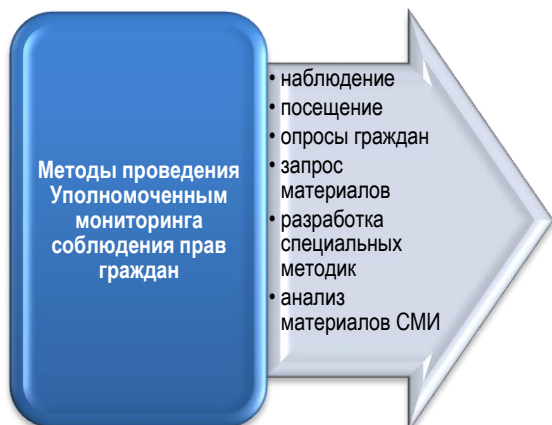 Методы проведения
Уполномоченным
мониторинга
соблюдения прав
граждан
• наблюдение
• посещение
• опросы граждан
• запрос
материалов
• разработка
специальных
методик
• анализ
материалов СМИ